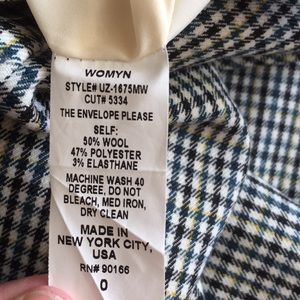 WOMYN
STYLE# UZ-1675MW
CUT# 5334
THE ENVELOPE PLEASE
SELF:
50% WOOL
47% POLYESTER
3% ELASTHANE
MACHINE WASH 40
DEGREE, DO NOT
BLEACH, MED IRON,
DRY CLEAN
MADE IN
NEW YORK CITY,
USA
RN# 90166
0